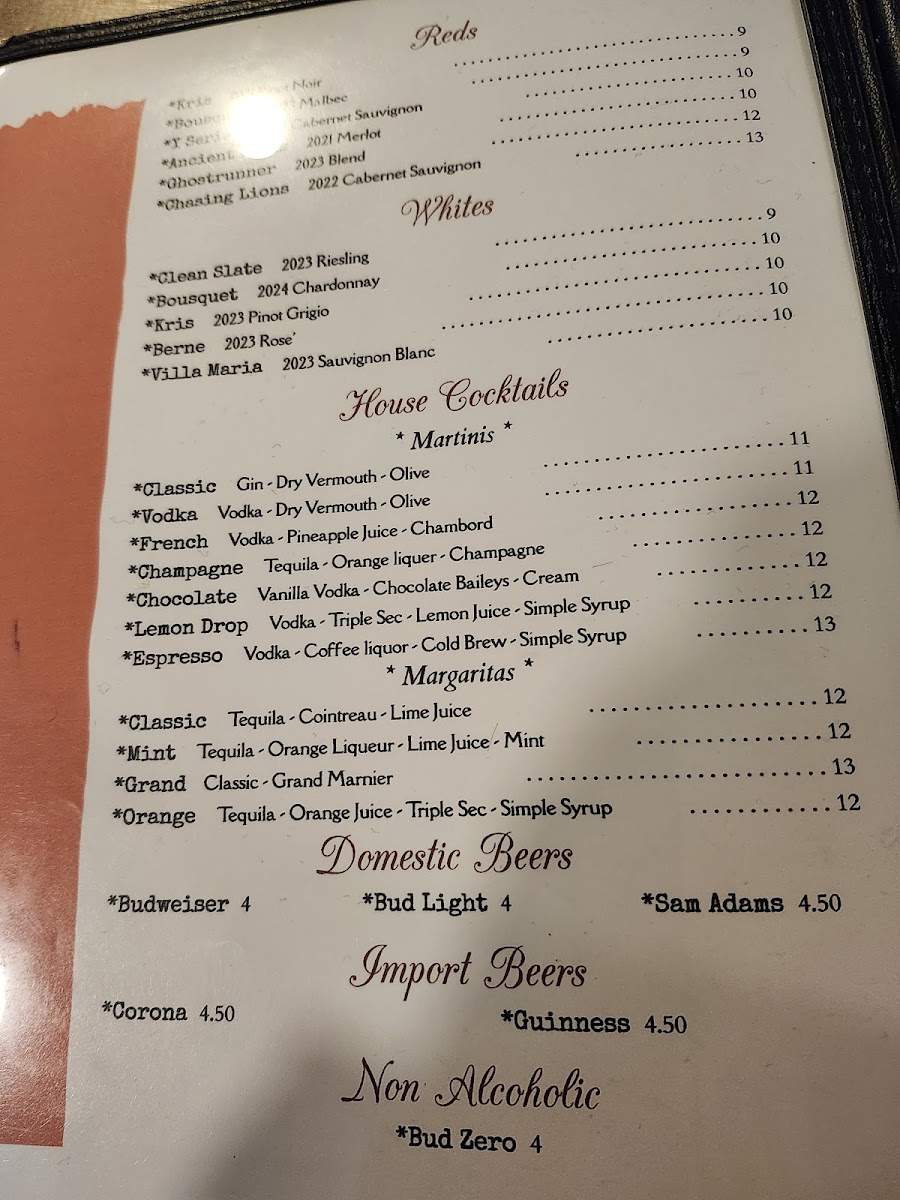 Reds
*Kris Pinot Noir ........ 9
Malbec ........ 9
*Y Cabernet Sauvignon ........ 10
*Ancient 2021 Merlot ........ 10
*Ghostrunner 2023 Blend ........ 12
*Chasing Lions 2022 Cabernet Sauvignon ........ 13
Whites
*Clean Slate 2023 Riesling ........ 9
*Bousquet 2024 Chardonnay ........ 10
*Kris 2023 Pinot Grigio ........ 10
*Berne 2023 Rose' ........ 10
*Villa Maria 2023 Sauvignon Blanc ........ 10
House Cocktails
* Martinis *
*Classic Gin - Dry Vermouth - Olive ........ 11
*Vodka Vodka - Dry Vermouth - Olive ........ 11
*French Vodka - Pineapple Juice - Chambord ........ 12
*Champagne Tequila - Orange liquer - Champagne ........ 12
*Chocolate Vanilla Vodka - Chocolate Baileys - Cream ........ 12
*Lemon Drop Vodka - Triple Sec - Lemon Juice - Simple Syrup ........ 12
*Espresso Vodka - Coffee liquor - Cold Brew - Simple Syrup ........ 13
* Margaritas *
*Classic Tequila - Cointreau - Lime Juice ........ 12
*Mint Tequila - Orange Liqueur - Lime Juice - Mint ........ 12
*Grand Classic - Grand Marnier ........ 13
*Orange Tequila - Orange Juice - Triple Sec - Simple Syrup ........ 12
Domestic Beers
*Budweiser 4 *Bud Light 4 *Sam Adams 4.50
Import Beers
*Corona 4.50 *Guinness 4.50
Non Alcoholic
*Bud Zero 4